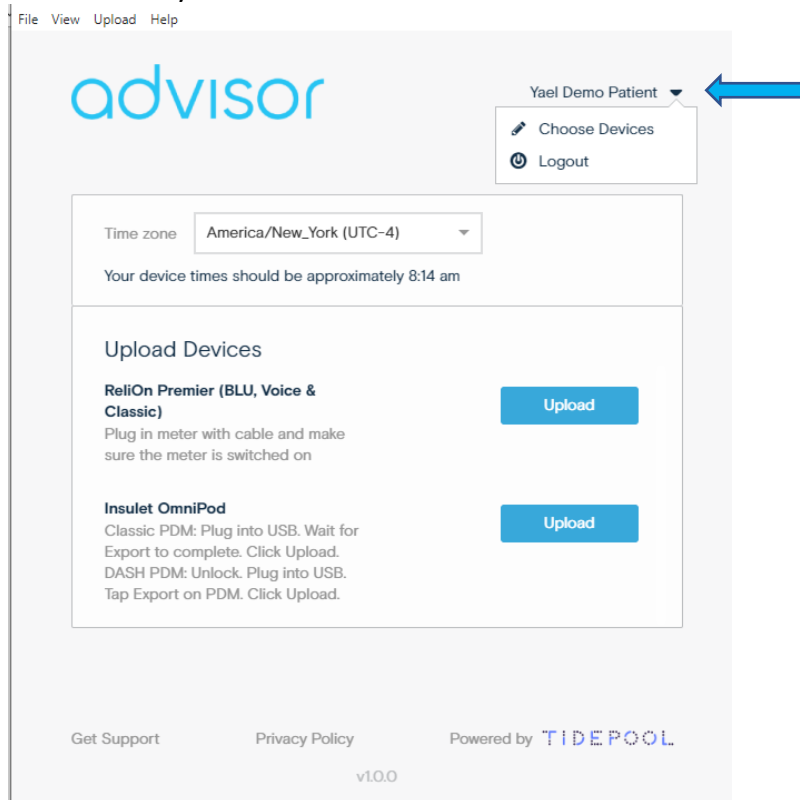 File View Upload Help
advisor
Yael Demo Patient
Choose Devices
Logout
Time zone America/New_York (UTC-4)
Your device times should be approximately 8:14 am
Upload Devices
ReliOn Premier (BLU, Voice &
Classic)
Plug in meter with cable and make
sure the meter is switched on
Upload
Insulet OmniPod
Classic PDM: Plug into USB. Wait for
Export to complete. Click Upload.
DASH PDM: Unlock. Plug into USB.
Tap Export on PDM. Click Upload.
Upload
Get Support Privacy Policy Powered by TIDEPOOL
v1.0.0